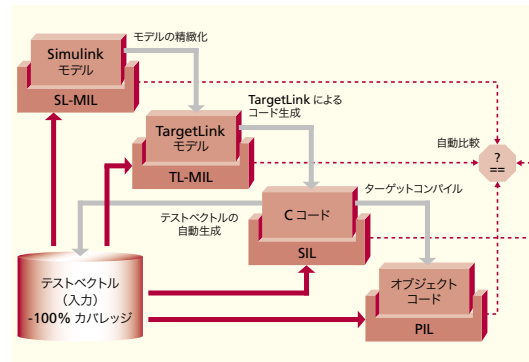 モデルの精緻化
Simulink
モデル
SL-MIL
TargetLink による
コード生成
TargetLink
モデル
TL-MIL
自動比較
?
==
ターゲットコンパイル
テストベクトルの
自動生成
C コード
SIL
テストベクトル
（入力）
-100% カバレッジ
オブジェクト
コード
PIL